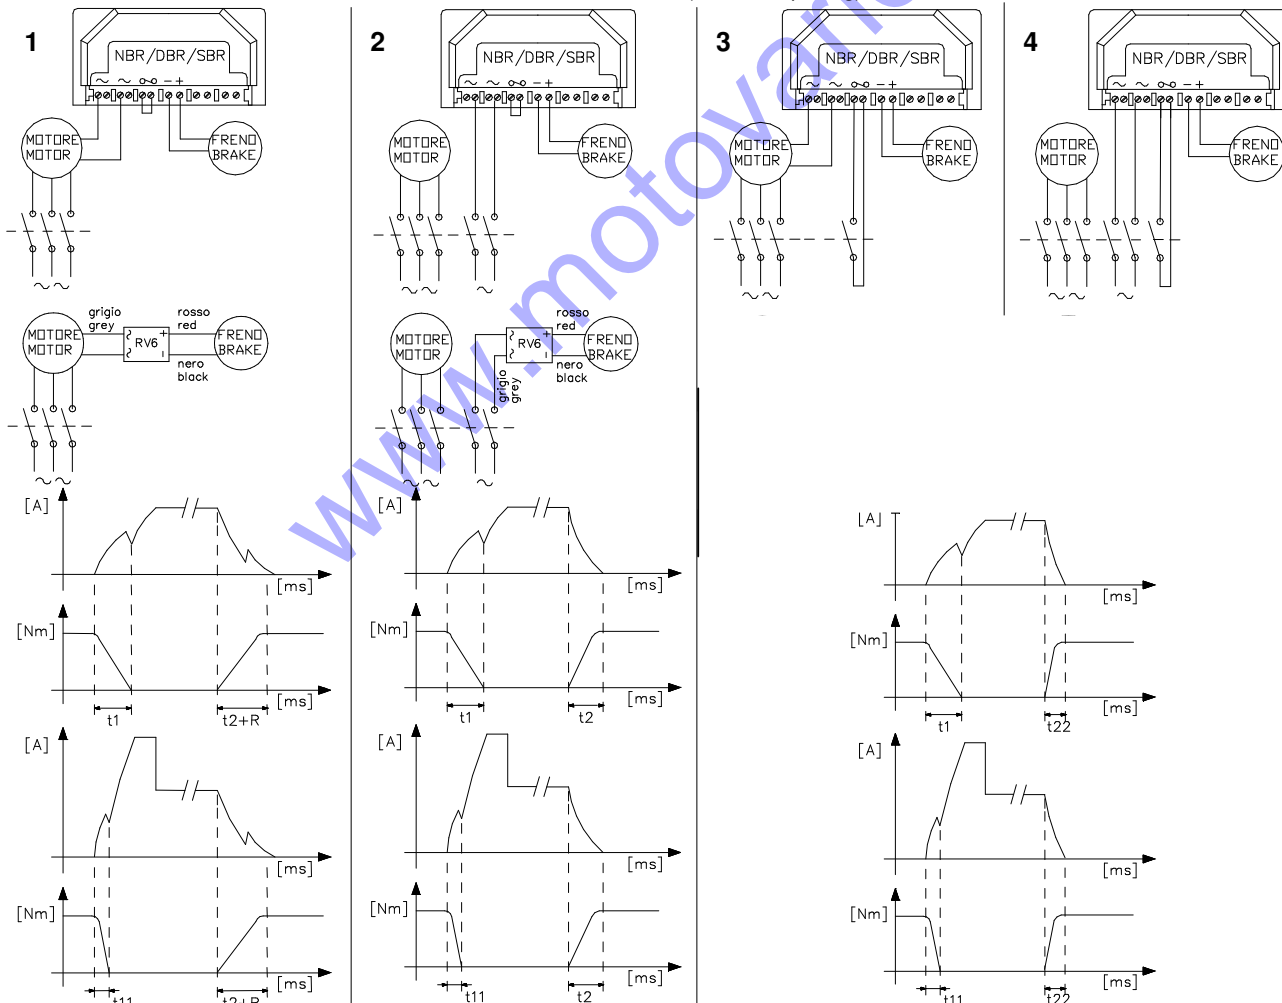 1
NBR/DBR/SBR
∼ ∼ − +
MOTORE
MOTOR
FRENO
BRAKE
∼ ∼
grigio
grey
rosso
red
MOTORE
MOTOR
∼ ∼ RV6 + −
FRENO
BRAKE
nero
black
∼ ∼
[A]
[ms]
[Nm]
[ms]
t1
t2+R
[A]
[ms]
[Nm]
[ms]
t11
t2+R
2
NBR/DBR/SBR
∼ ∼ − +
MOTORE
MOTOR
FRENO
BRAKE
∼ ∼ ∼
rosso
red
MOTORE
MOTOR
∼ ∼ RV6 + −
FRENO
BRAKE
grigio
grey
nero
black
∼ ∼ ∼
[A]
[ms]
[Nm]
[ms]
t1
t2
[A]
[ms]
[Nm]
[ms]
t11
t2
3
NBR/DBR/SBR
∼ ∼ − +
MOTORE
MOTOR
FRENO
BRAKE
∼ ∼
4
NBR/DBR/SBR
∼ ∼ − +
MOTORE
MOTOR
FRENO
BRAKE
∼ ∼ ∼
[A]
[ms]
[Nm]
[ms]
t1
t22
[A]
[ms]
[Nm]
[ms]
t11
t22
www.motovario